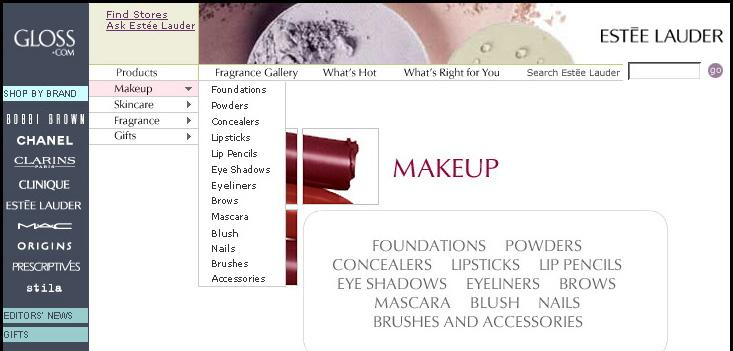 GLOSS
.COM
SHOP BY BRAND
BOBBI BROWN
CHANEL
CLARINS
PARIS
CLINIQUE
ESTĒE LAUDER
MAC
ORIGINS
PRESCRIPTIVES
stila
EDITORS' NEWS
GIFTS
Find Stores
Ask Estée Lauder
ESTĒE LAUDER
Products
Fragrance Gallery
What's Hot
What's Right for You
Search Estée Lauder
go
Makeup
Skincare
Fragrance
Gifts
Foundations
Powders
Concealers
Lipsticks
Lip Pencils
Eye Shadows
Eyeliners
Brows
Mascara
Blush
Nails
Brushes
Accessories
MAKEUP
FOUNDATIONS POWDERS
CONCEALERS LIPSTICKS LIP PENCILS
EYE SHADOWS EYELINERS BROWS
MASCARA BLUSH NAILS
BRUSHES AND ACCESSORIES